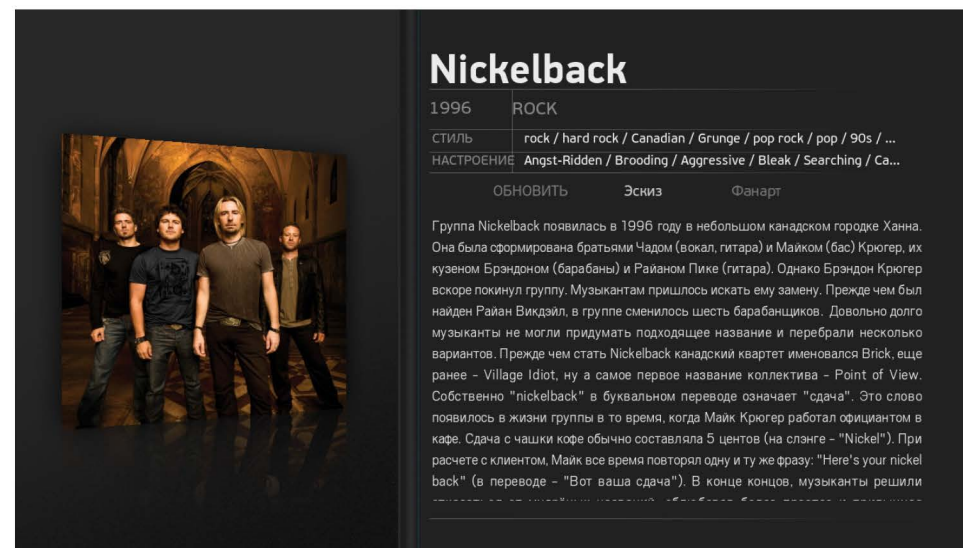 Nickelback
1996 ROCK
СТИЛЬ rock / hard rock / Canadian / Grunge / pop rock / pop / 90s / ...
НАСТРОЕНИЕ Angst-Ridden / Brooding / Aggressive / Bleak / Searching / Ca...
ОБНОВИТЬ Эскиз Фанарт
Группа Nickelback появилась в 1996 году в небольшом канадском городке Ханна.
Она была сформирована братьями Чадом (вокал, гитара) и Майком (бас) Крюгер, их
кузеном Брэндоном (барабаны) и Райаном Пике (гитара). Однако Брэндон Крюгер
вскоре покинул группу. Музыкантам пришлось искать ему замену. Прежде чем был
найден Райан Викдэйл, в группе сменилось шесть барабанщиков. Довольно долго
музыканты не могли придумать подходящее название и перебрали несколько
вариантов. Прежде чем стать Nickelback канадский квартет именовался Brick, еще
ранее – Village Idiot, ну а самое первое название коллектива – Point of View.
Собственно "nickelback" в буквальном переводе означает "сдача". Это слово
появилось в жизни группы в то время, когда Майк Крюгер работал официантом в
кафе. Сдача с чашки кофе обычно составляла 5 центов (на слэнге – "Nickel"). При
расчете с клиентом, Майк все время повторял одну и ту же фразу: "Here's your nickel
back" (в переводе – "Вот ваша сдача"). В конце концов, музыканты решили